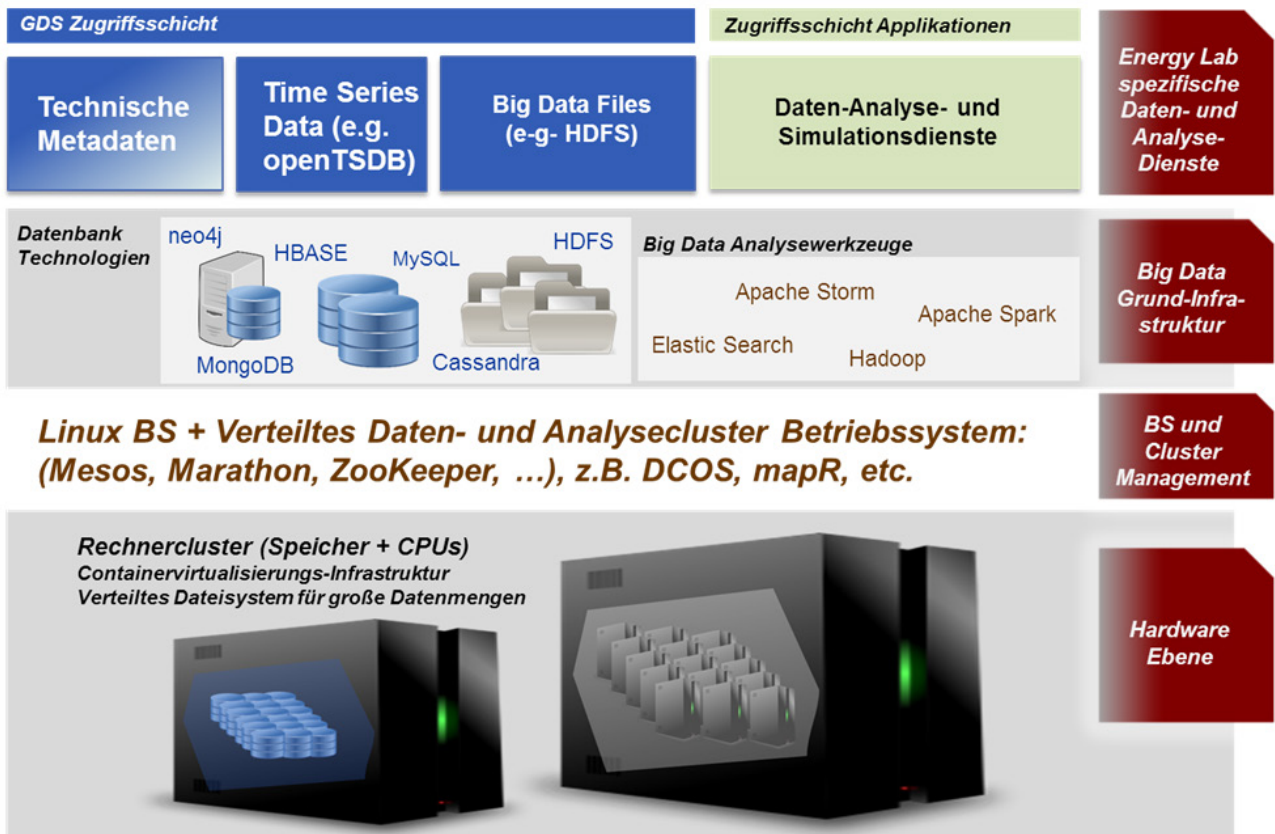 GDS Zugriffsschicht
Zugriffsschicht Applikationen
Technische
Metadaten
Time Series
Data (e.g.
openTSDB)
Big Data Files
(e-g- HDFS)
Daten-Analyse- und
Simulationsdienste
Energy Lab
spezifische
Daten- und
Analyse-
Dienste
Datenbank
Technologien
neo4j
HBASE
MySQL
HDFS
MongoDB
Cassandra
Big Data Analysewerkzeuge
Apache Storm
Apache Spark
Elastic Search
Hadoop
Big Data
Grund-Infra-
struktur
Linux BS + Verteiltes Daten- und Analysecluster Betriebssystem:
(Mesos, Marathon, ZooKeeper, …), z.B. DCOS, mapR, etc.
BS und
Cluster
Management
Rechnercluster (Speicher + CPUs)
Containervirtualisierungs-Infrastruktur
Verteiltes Dateisystem für große Datenmengen
Hardware
Ebene